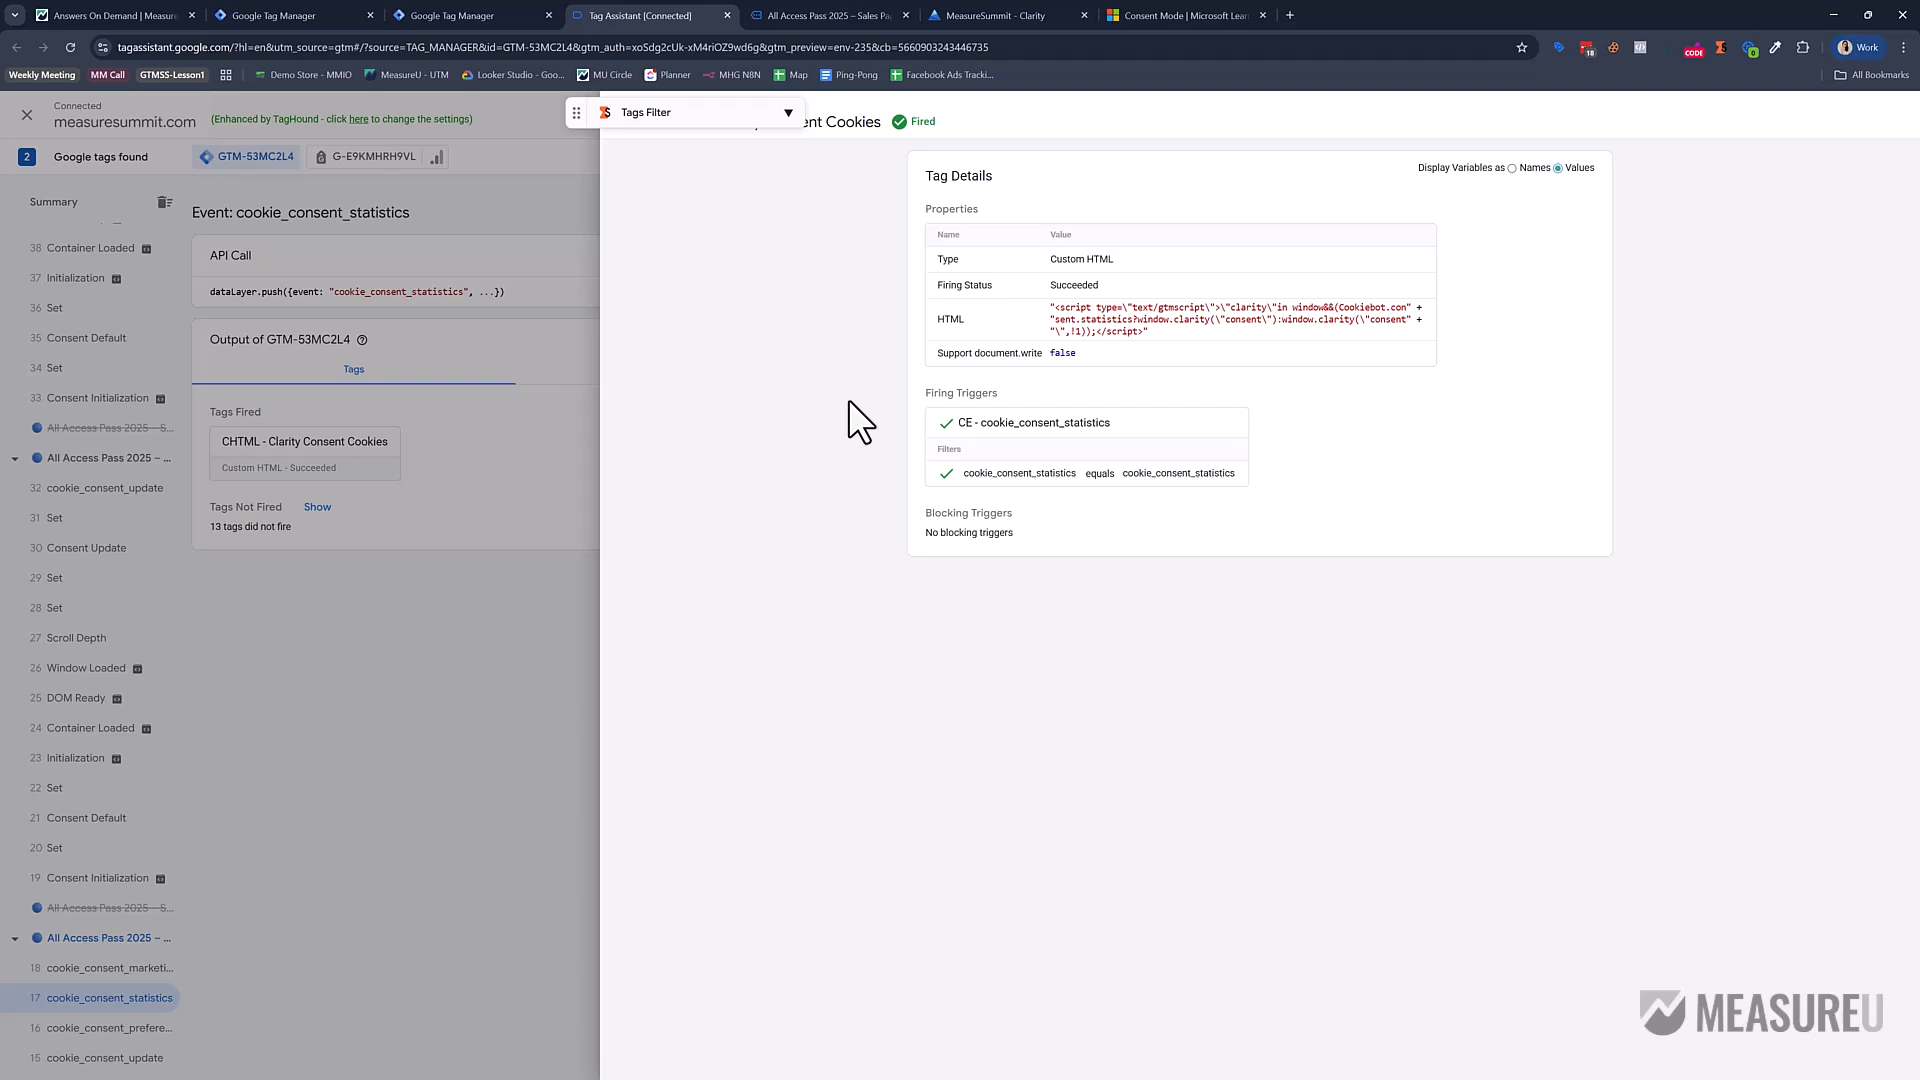 Answers On Demand | Measure
Google Tag Manager
Google Tag Manager
Tag Assistant [Connected]
All Access Pass 2025 – Sales Pa
MeasureSummit - Clarity
Consent Mode | Microsoft Lear
tagassistant.google.com/?hl=en&utm_source=gtm#/?source=TAG_MANAGER&id=GTM-53MC2L4&gtm_auth=xoSdg2cUk-xM4riOZ9wd6g&gtm_preview=env-235&cb=5660903243446735
18
CODE
0
Work
Weekly Meeting
MM Call
GTMSS-Lesson1
Demo Store - MMIO
MeasureU - UTM
Looker Studio - Goo...
MU Circle
Planner
MHG N8N
Map
Ping-Pong
Facebook Ads Tracki...
All Bookmarks
Connected
measuresummit.com
(Enhanced by TagHound - click here to change the settings)
2
Google tags found
GTM-53MC2L4
G-E9KMHRH9VL
Summary
38 Container Loaded
37 Initialization
36 Set
35 Consent Default
34 Set
33 Consent Initialization
All Access Pass 2025 – S...
All Access Pass 2025 – ...
32 cookie_consent_update
31 Set
30 Consent Update
29 Set
28 Set
27 Scroll Depth
26 Window Loaded
25 DOM Ready
24 Container Loaded
23 Initialization
22 Set
21 Consent Default
20 Set
19 Consent Initialization
All Access Pass 2025 – S...
All Access Pass 2025 – ...
18 cookie_consent_marketi...
17 cookie_consent_statistics
16 cookie_consent_prefere...
15 cookie_consent_update
Event: cookie_consent_statistics
API Call
dataLayer.push({event: "cookie_consent_statistics", ...})
Output of GTM-53MC2L4
Tags
Tags Fired
CHTML - Clarity Consent Cookies
Custom HTML - Succeeded
Tags Not Fired Show
13 tags did not fire
Tags Filter
ent Cookies
Fired
Tag Details
Display Variables as Names Values
Properties
Name Value
Type Custom HTML
Firing Status Succeeded
HTML
"<script type=\"text/gtmscript\">\"clarity\"in window&&(Cookiebot.con" +
"sent.statistics?window.clarity(\"consent\"):window.clarity(\"consent" +
"\",!1));</script>"
Support document.write false
Firing Triggers
CE - cookie_consent_statistics
Filters
cookie_consent_statistics equals cookie_consent_statistics
Blocking Triggers
No blocking triggers
MEASUREU